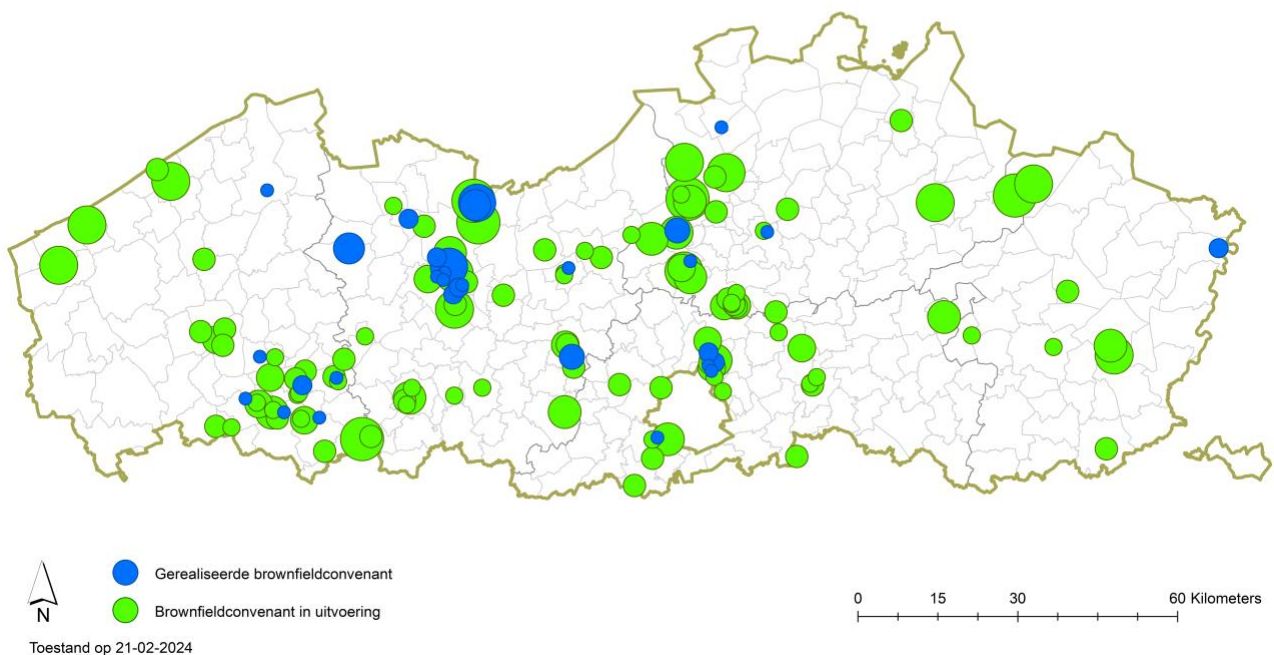 Gerealiseerde brownfieldconvenant
Brownfieldconvenant in uitvoering
N
Toestand op 21-02-2024
0 15 30 60 Kilometers